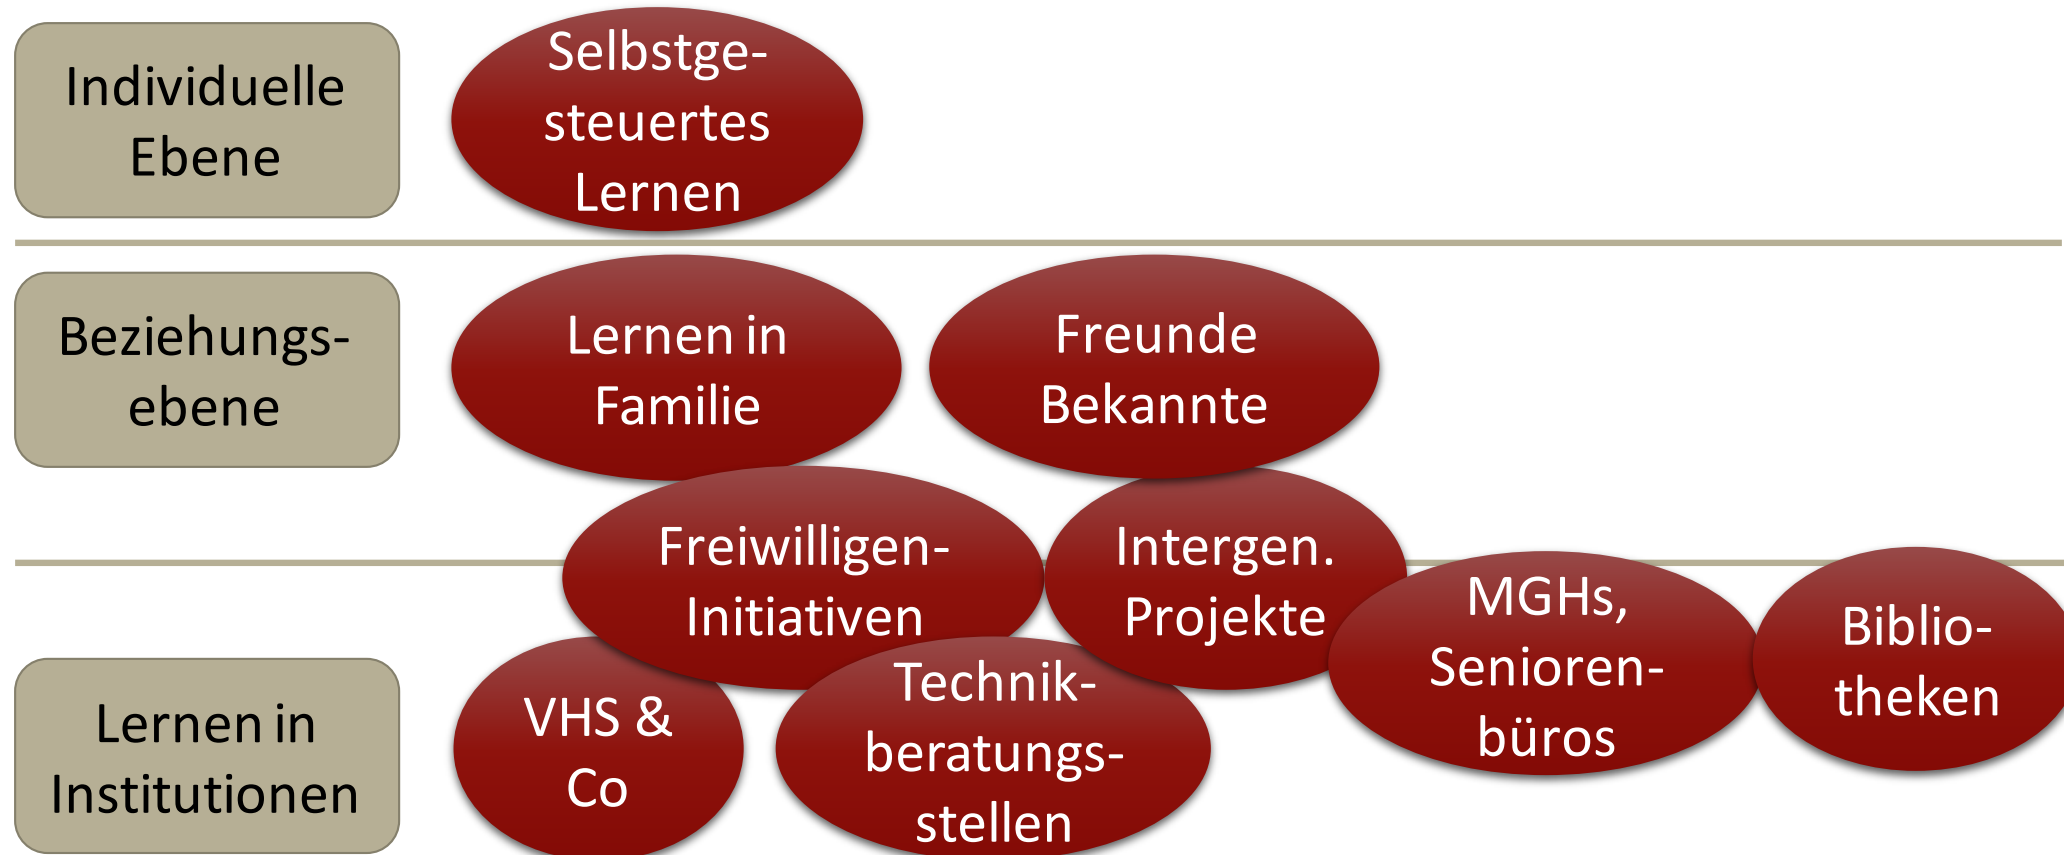 Individuelle
Ebene
Selbstge-
steuertes
Lernen
Beziehungs-
ebene
Lernen in
Familie
Freunde
Bekannte
Freiwilligen-
Initiativen
Intergen.
Projekte
MGHs,
Senioren-
büros
Biblio-
theken
Lernen in
Institutionen
VHS &
Co
Technik-
beratungs-
stellen